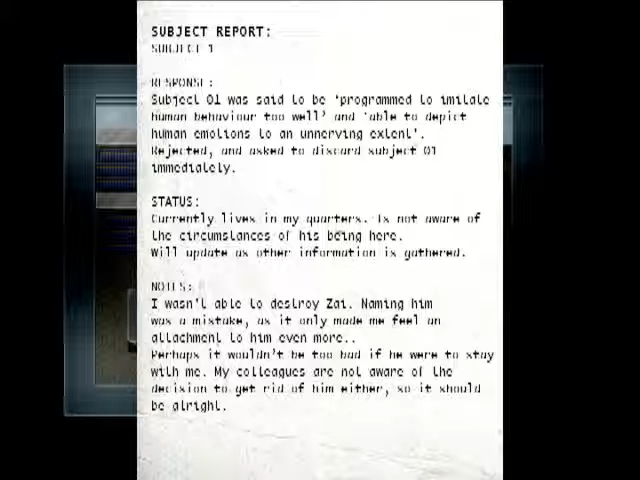 SUBJECT REPORT:
SUBJECT 1
RESPONSE:
Subject 01 was said to be 'programmed to imitate
human behaviour too well' and 'able to depict
human emotions to an unnerving extent'.
Rejected, and asked to discard subject 01
immediately.
STATUS:
Currently lives in my quarters. Is not aware of
the circumstances of his being here.
Will update as other information is gathered.
NOTES:
I wasn't able to destroy Zai. Naming him
was a mistake, as it only made me feel an
attachment to him even more..
Perhaps it wouldn't be too bad if he were to stay
with me. My colleagues are not aware of the
decision to get rid of him either, so it should
be alright.